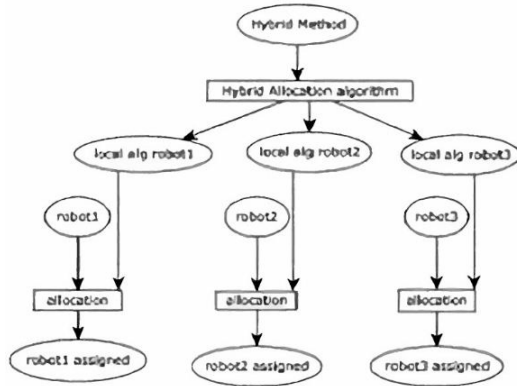 Hybrid Method
Hybrid Allocation algorithm
local alg robot1
local alg robot2
local alg robot3
robot1
robot2
robot3
allocation
allocation
allocation
robot1 assigned
robot2 assigned
robot3 assigned